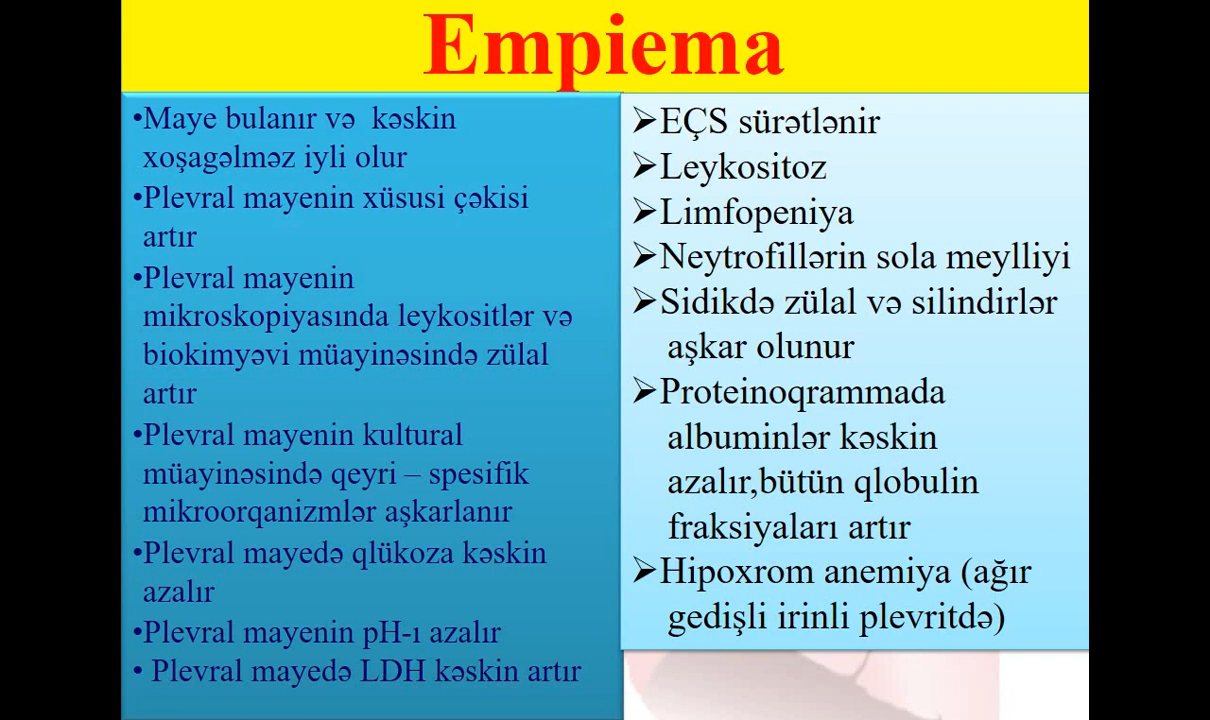 Empiema
•Maye bulanır və  kəskin
xoşagəlməz iyli olur
•Plevral mayenin xüsusi çəkisi
artır
•Plevral mayenin
mikroskopiyasında leykositlər və
biokimyəvi müayinəsində zülal
artır
•Plevral mayenin kultural
müayinəsində qeyri – spesifik
mikroorqanizmlər aşkarlanır
•Plevral mayedə qlükoza kəskin
azalır
•Plevral mayenin pH-ı azalır
• Plevral mayedə LDH kəskin artır
➢EÇS sürətlənir
➢Leykositoz
➢Limfopeniya
➢Neytrofillərin sola meylliyi
➢Sidikdə zülal və silindirlər
aşkar olunur
➢Proteinoqrammada
albuminlər kəskin
azalır,bütün qlobulin
fraksiyaları artır
➢Hipoxrom anemiya (ağır
gedişli irinli plevritdə)